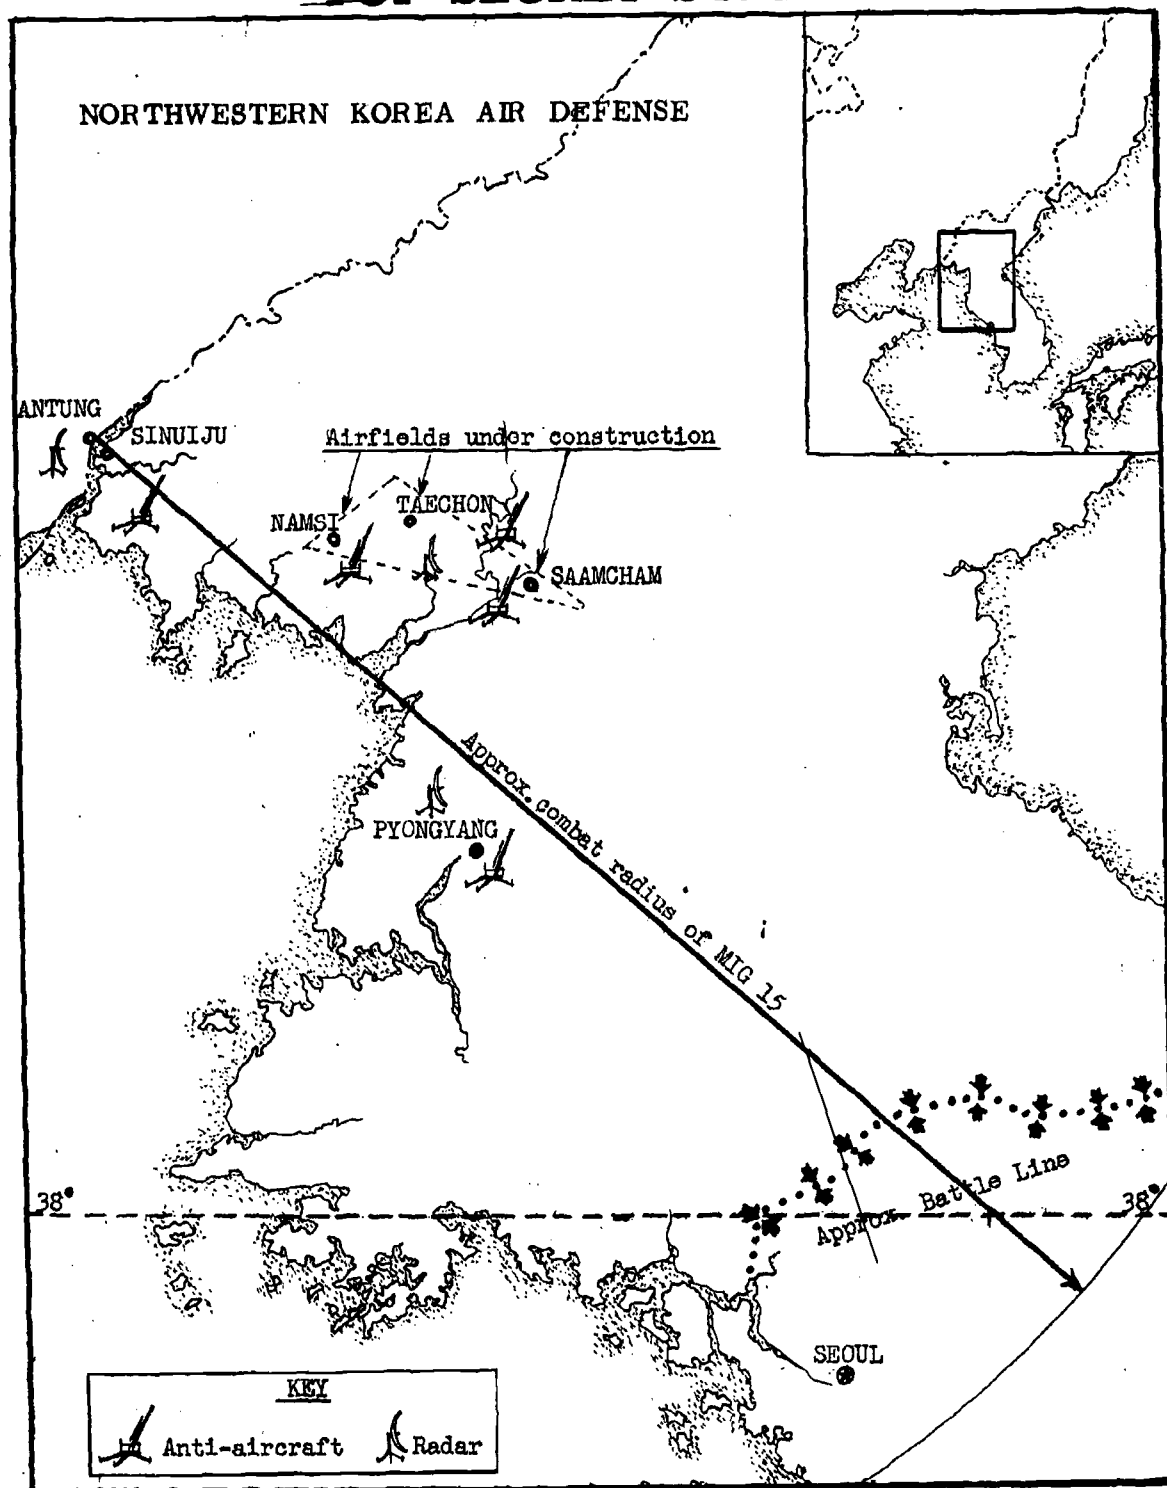 NORTHWESTERN KOREA AIR DEFENSE
ANTUNG
SINUIJU
Airfields under construction
NAMSI
TAECHON
SAAMCHAM
Approx. combat radius of MIG 15
PYONGYANG
38°
38°
Approx. Battle Line
SEOUL
KEY
Anti-aircraft
Radar